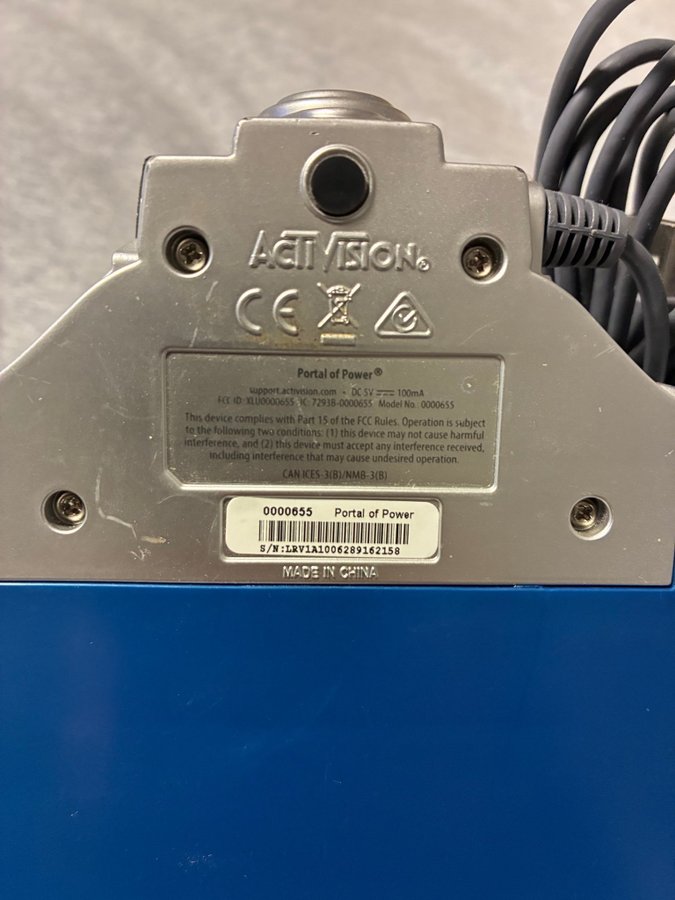 ACTIVISION®
CE
Portal of Power®
support.activision.com • DC 5V ⎓ 100mA
FCC ID: XLU0000655 IC: 7293B-0000655 Model No.: 0000655
This device complies with Part 15 of the FCC Rules. Operation is subject
to the following two conditions: (1) this device may not cause harmful
interference, and (2) this device must accept any interference received,
including interference that may cause undesired operation.
CAN ICES-3(B)/NMB-3(B)
0000655 Portal of Power
S/N:LRV1A1006289162158
MADE IN CHINA